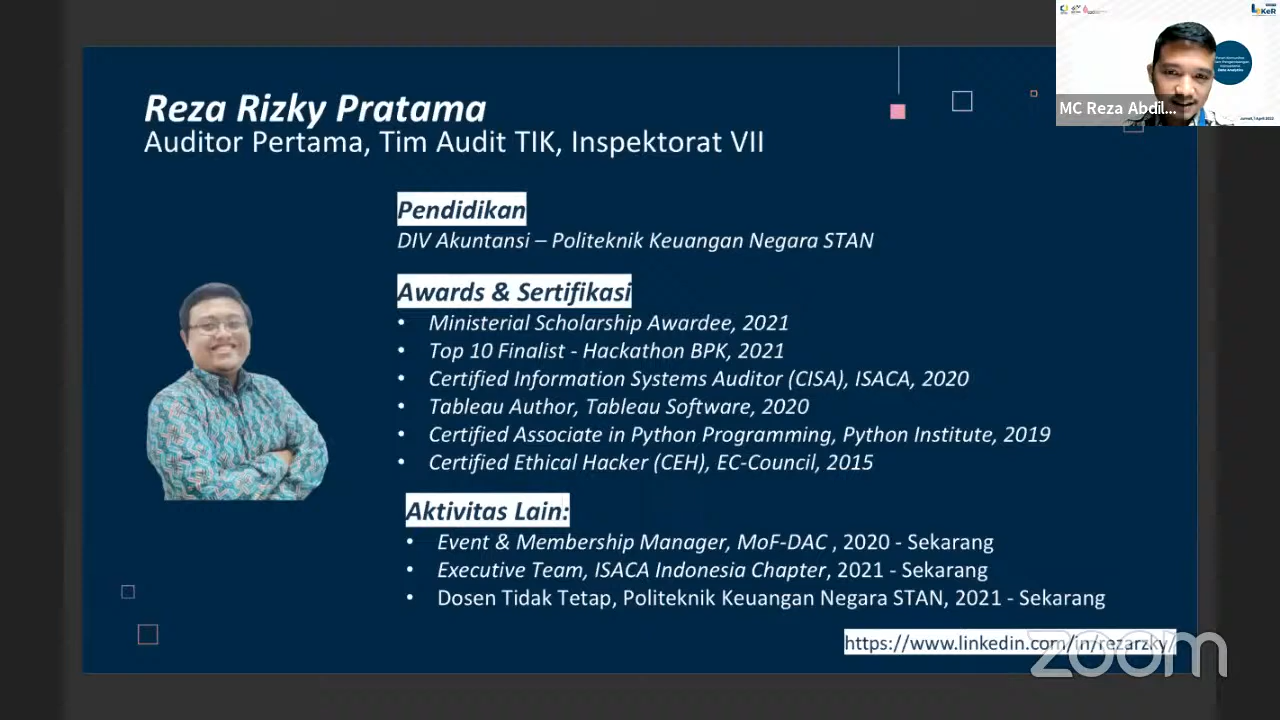 Reza Rizky Pratama
Auditor Pertama, Tim Audit TIK, Inspektorat VII
Pendidikan
DIV Akuntansi – Politeknik Keuangan Negara STAN
Awards & Sertifikasi
• Ministerial Scholarship Awardee, 2021
• Top 10 Finalist - Hackathon BPK, 2021
• Certified Information Systems Auditor (CISA), ISACA, 2020
• Tableau Author, Tableau Software, 2020
• Certified Associate in Python Programming, Python Institute, 2019
• Certified Ethical Hacker (CEH), EC-Council, 2015
Aktivitas Lain:
• Event & Membership Manager, MoF-DAC , 2020 - Sekarang
• Executive Team, ISACA Indonesia Chapter, 2021 - Sekarang
• Dosen Tidak Tetap, Politeknik Keuangan Negara STAN, 2021 - Sekarang
https://www.linkedin.com/in/rezarzky/
zoom
MC Reza Abdil...
Data Analytics